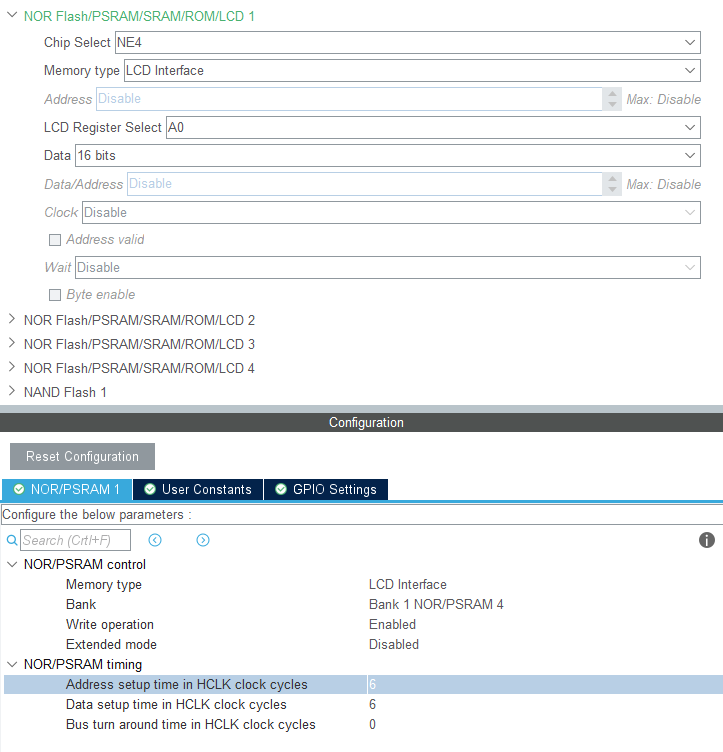 NOR Flash/PSRAM/SRAM/ROM/LCD 1
Chip Select NE4
Memory type LCD Interface
Address Disable Max: Disable
LCD Register Select A0
Data 16 bits
Data/Address Disable Max: Disable
Clock Disable
Address valid
Wait Disable
Byte enable
NOR Flash/PSRAM/SRAM/ROM/LCD 2
NOR Flash/PSRAM/SRAM/ROM/LCD 3
NOR Flash/PSRAM/SRAM/ROM/LCD 4
NAND Flash 1
Configuration
Reset Configuration
NOR/PSRAM 1 User Constants GPIO Settings
Configure the below parameters :
Search (Crtl+F)
NOR/PSRAM control
Memory type LCD Interface
Bank Bank 1 NOR/PSRAM 4
Write operation Enabled
Extended mode Disabled
NOR/PSRAM timing
Address setup time in HCLK clock cycles 6
Data setup time in HCLK clock cycles 6
Bus turn around time in HCLK clock cycles 0